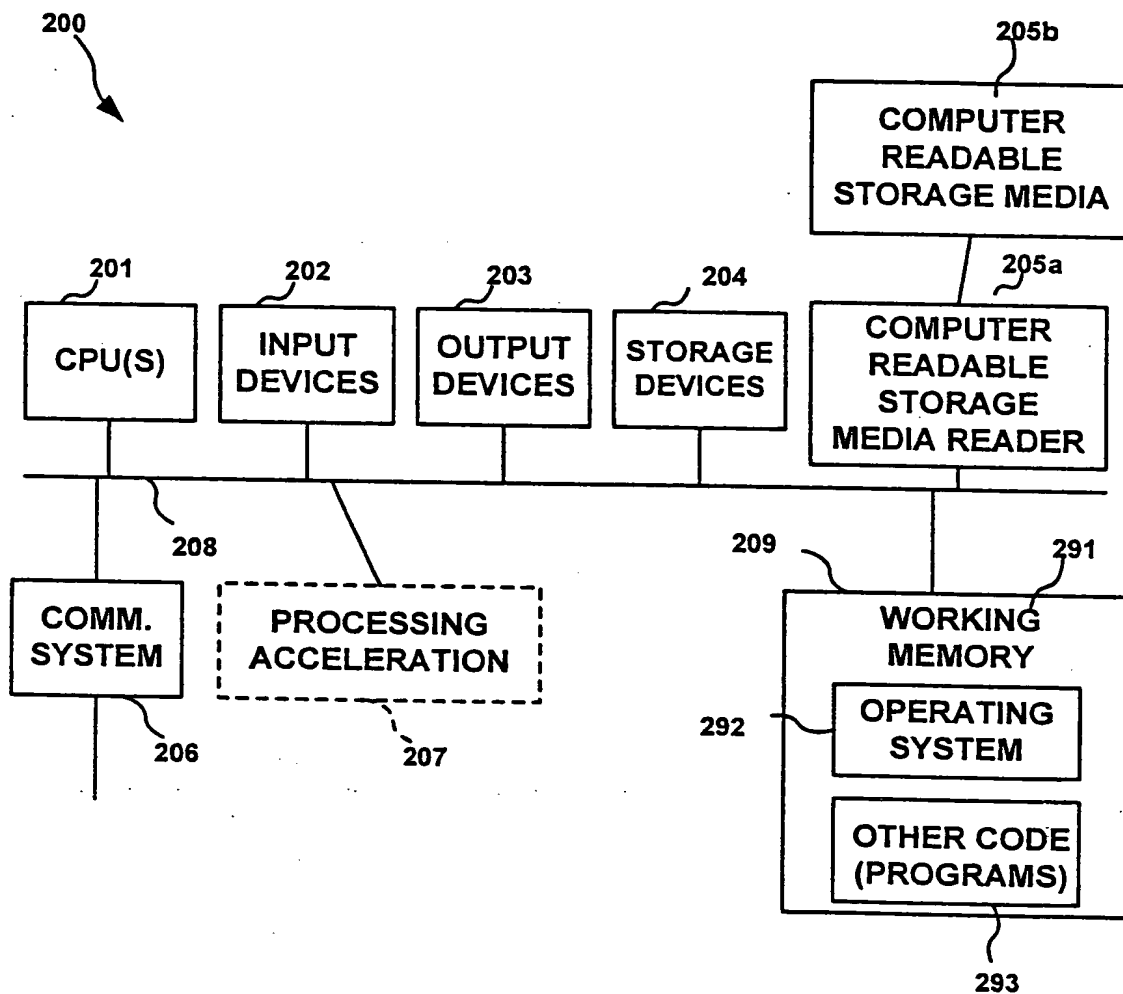 200
205b
COMPUTER
READABLE
STORAGE MEDIA
201
202
203
204
205a
CPU(S)
INPUT
DEVICES
OUTPUT
DEVICES
STORAGE
DEVICES
COMPUTER
READABLE
STORAGE
MEDIA READER
208
209
291
COMM.
SYSTEM
206
PROCESSING
ACCELERATION
207
WORKING
MEMORY
292
OPERATING
SYSTEM
OTHER CODE
(PROGRAMS)
293